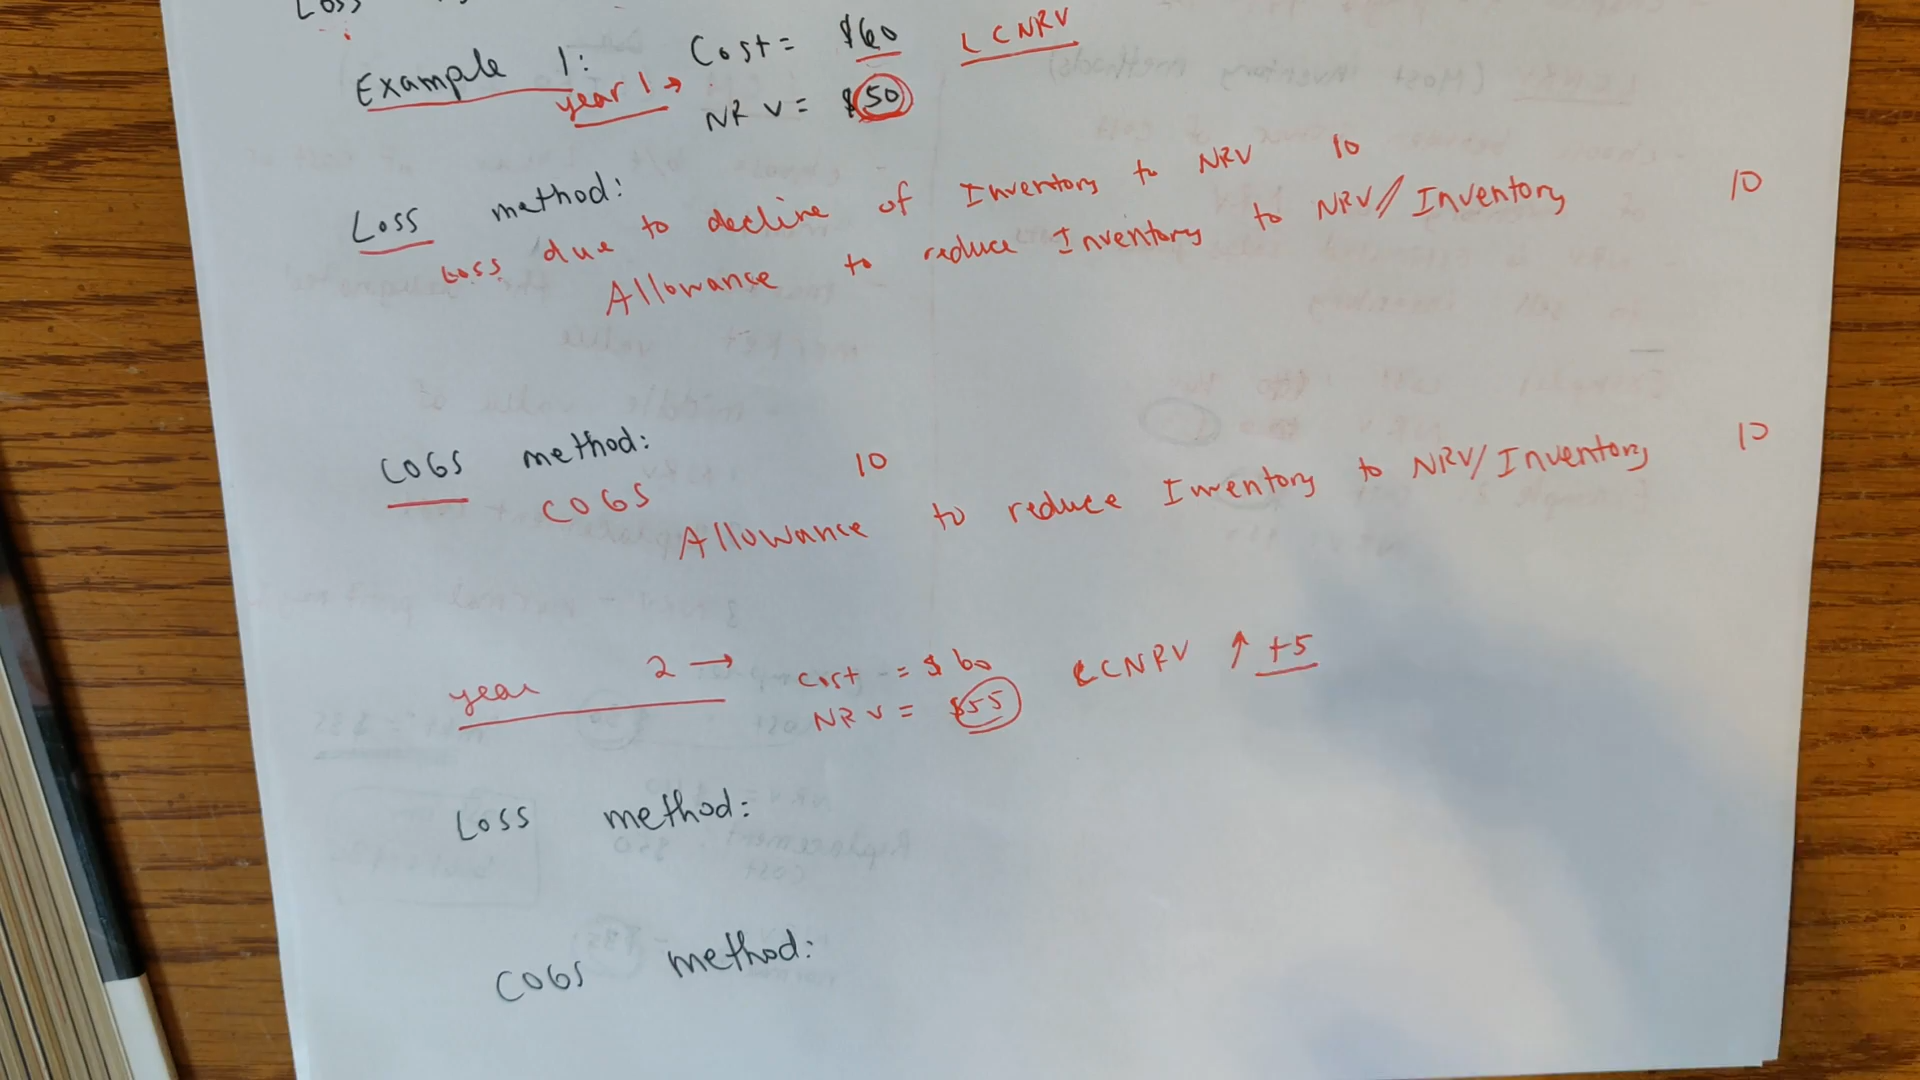 Loss
Example 1: Cost = $60 LCNRV
year 1 → NRV = $50
Loss method:
Loss due to decline of Inventory to NRV 10
Allowance to reduce Inventory to NRV/Inventory 10
COGS method:
COGS 10
Allowance to reduce Inventory to NRV/Inventory 10
year 2 → cost = $60 LCNRV ↑ +5
NRV = $55
Loss method:
COGS method: